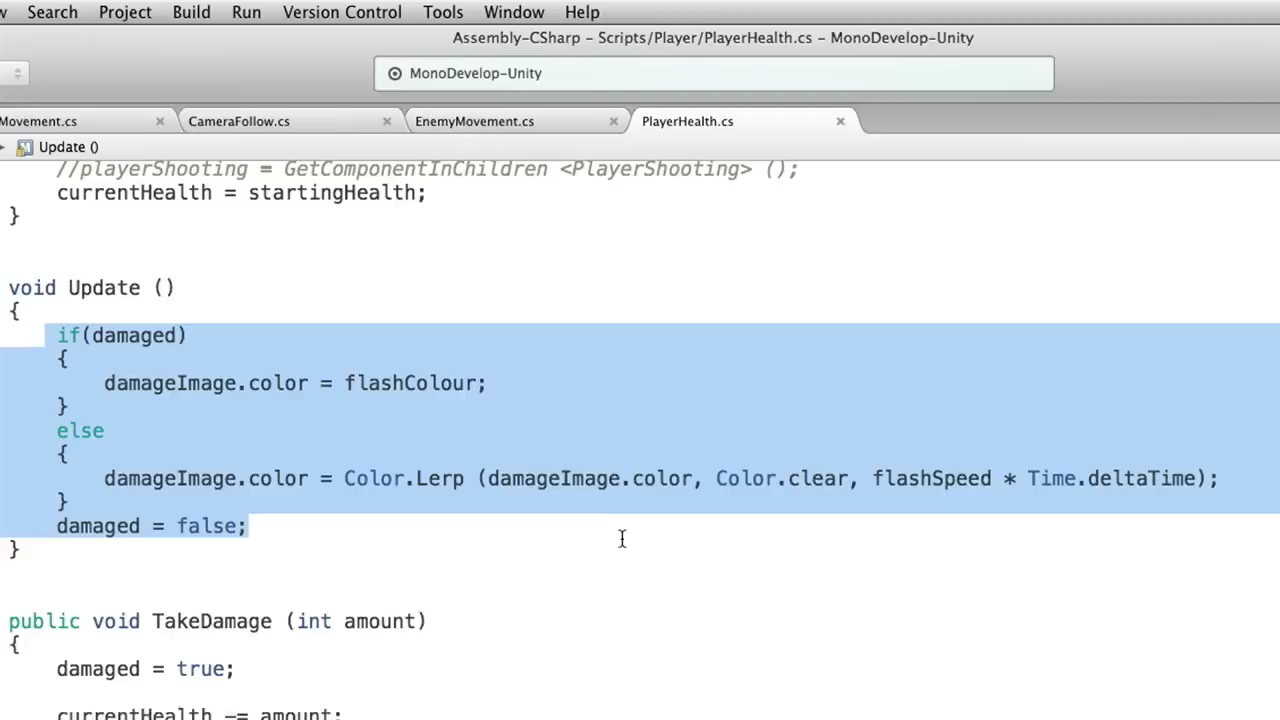 Search Project Build Run Version Control Tools Window Help
Assembly-CSharp – Scripts/Player/PlayerHealth.cs – MonoDevelop-Unity
MonoDevelop-Unity
Movement.cs CameraFollow.cs EnemyMovement.cs PlayerHealth.cs
Update ()
//playerShooting = GetComponentInChildren <PlayerShooting> ();
currentHealth = startingHealth;
}
void Update ()
{
if(damaged)
{
damageImage.color = flashColour;
}
else
{
damageImage.color = Color.Lerp (damageImage.color, Color.clear, flashSpeed * Time.deltaTime);
}
damaged = false;
}
public void TakeDamage (int amount)
{
damaged = true;
currentHealth -= amount;